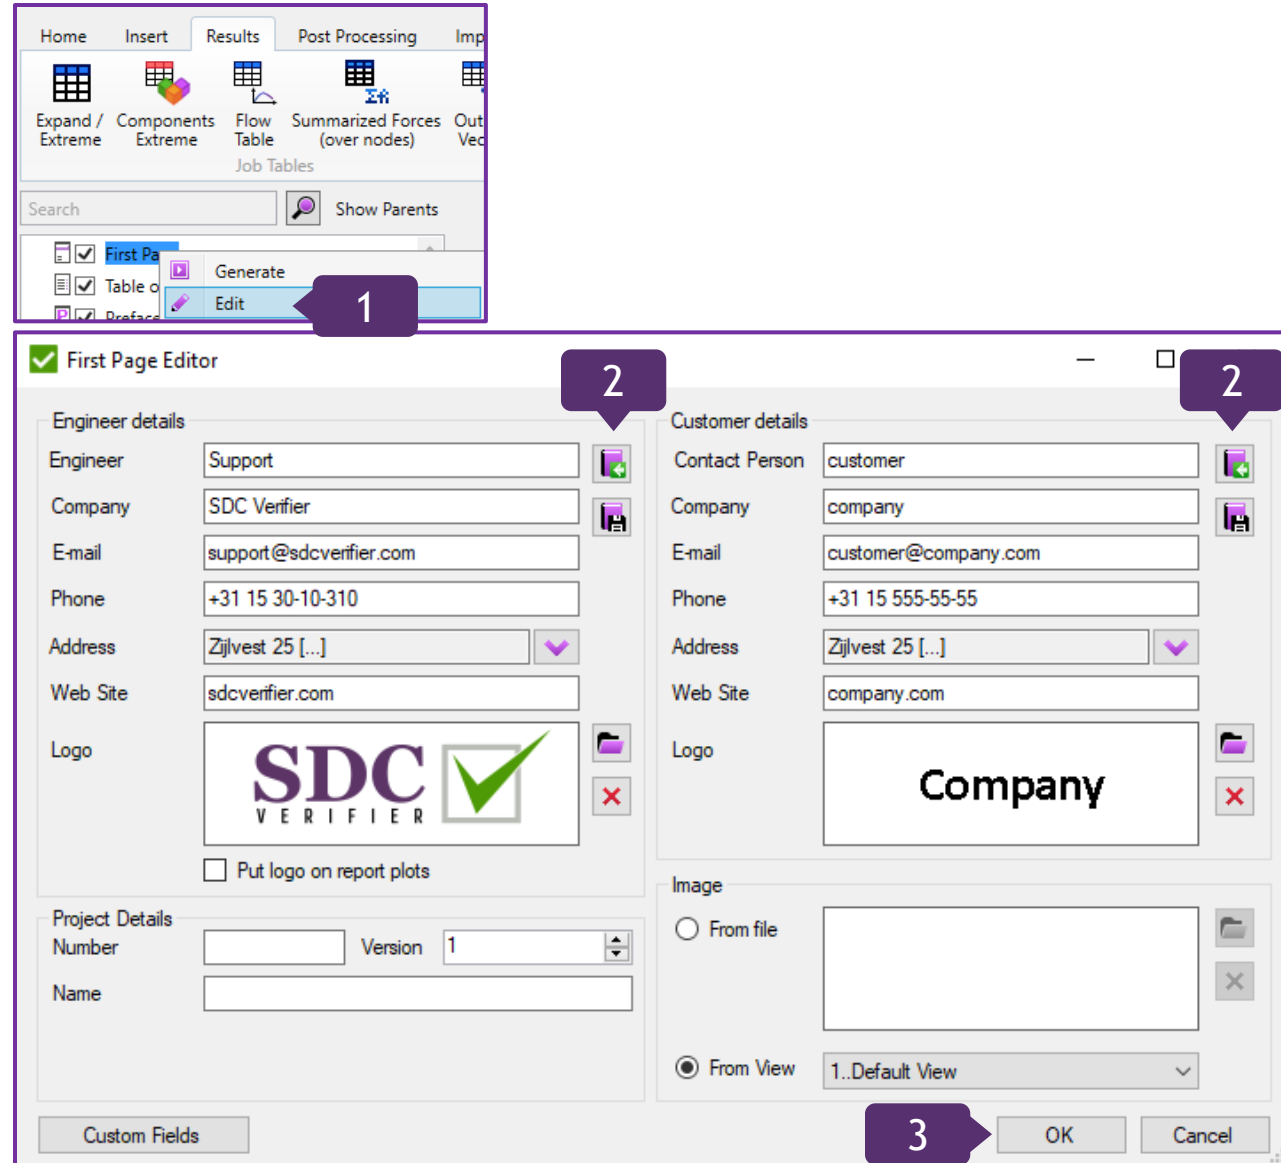 Home Insert Results Post Processing Imp
Expand / Components Flow Summarized Forces Out
Extreme Extreme Table (over nodes) Vec
Job Tables
Search Show Parents
First Pa
Generate
Table o
Edit
1
Preface
First Page Editor
2
2
Engineer details
Customer details
Engineer Support
Contact Person customer
Company SDC Verifier
Company company
E-mail support@sdcverifier.com
E-mail customer@company.com
Phone +31 15 30-10-310
Phone +31 15 555-55-55
Address Zijlvest 25 [...]
Address Zijlvest 25 [...]
Web Site sdcverifier.com
Web Site company.com
Logo
SDC
VERIFIER
Logo
Company
Put logo on report plots
Image
Project Details
From file
Number Version 1
Name
From View 1..Default View
Custom Fields
3
OK Cancel